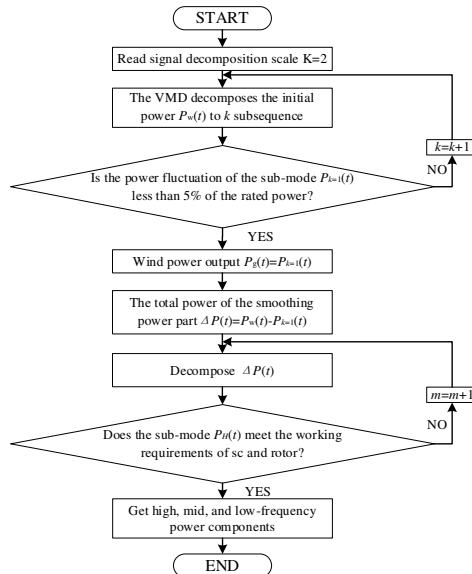 START
Read signal decomposition scale K=2
The VMD decomposes the initial
power Pw(t) to k subsequence
k=k+1
Is the power fluctuation of the sub-mode Pk=1(t)
less than 5% of the rated power?
NO
YES
Wind power output Pg(t)=Pk=1(t)
The total power of the smoothing
power part ΔP(t)=Pw(t)-Pk=1(t)
Decompose ΔP(t)
m=m+1
Does the sub-mode PH(t) meet the working
requirements of sc and rotor?
NO
YES
Get high, mid, and low-frequency
power components
END